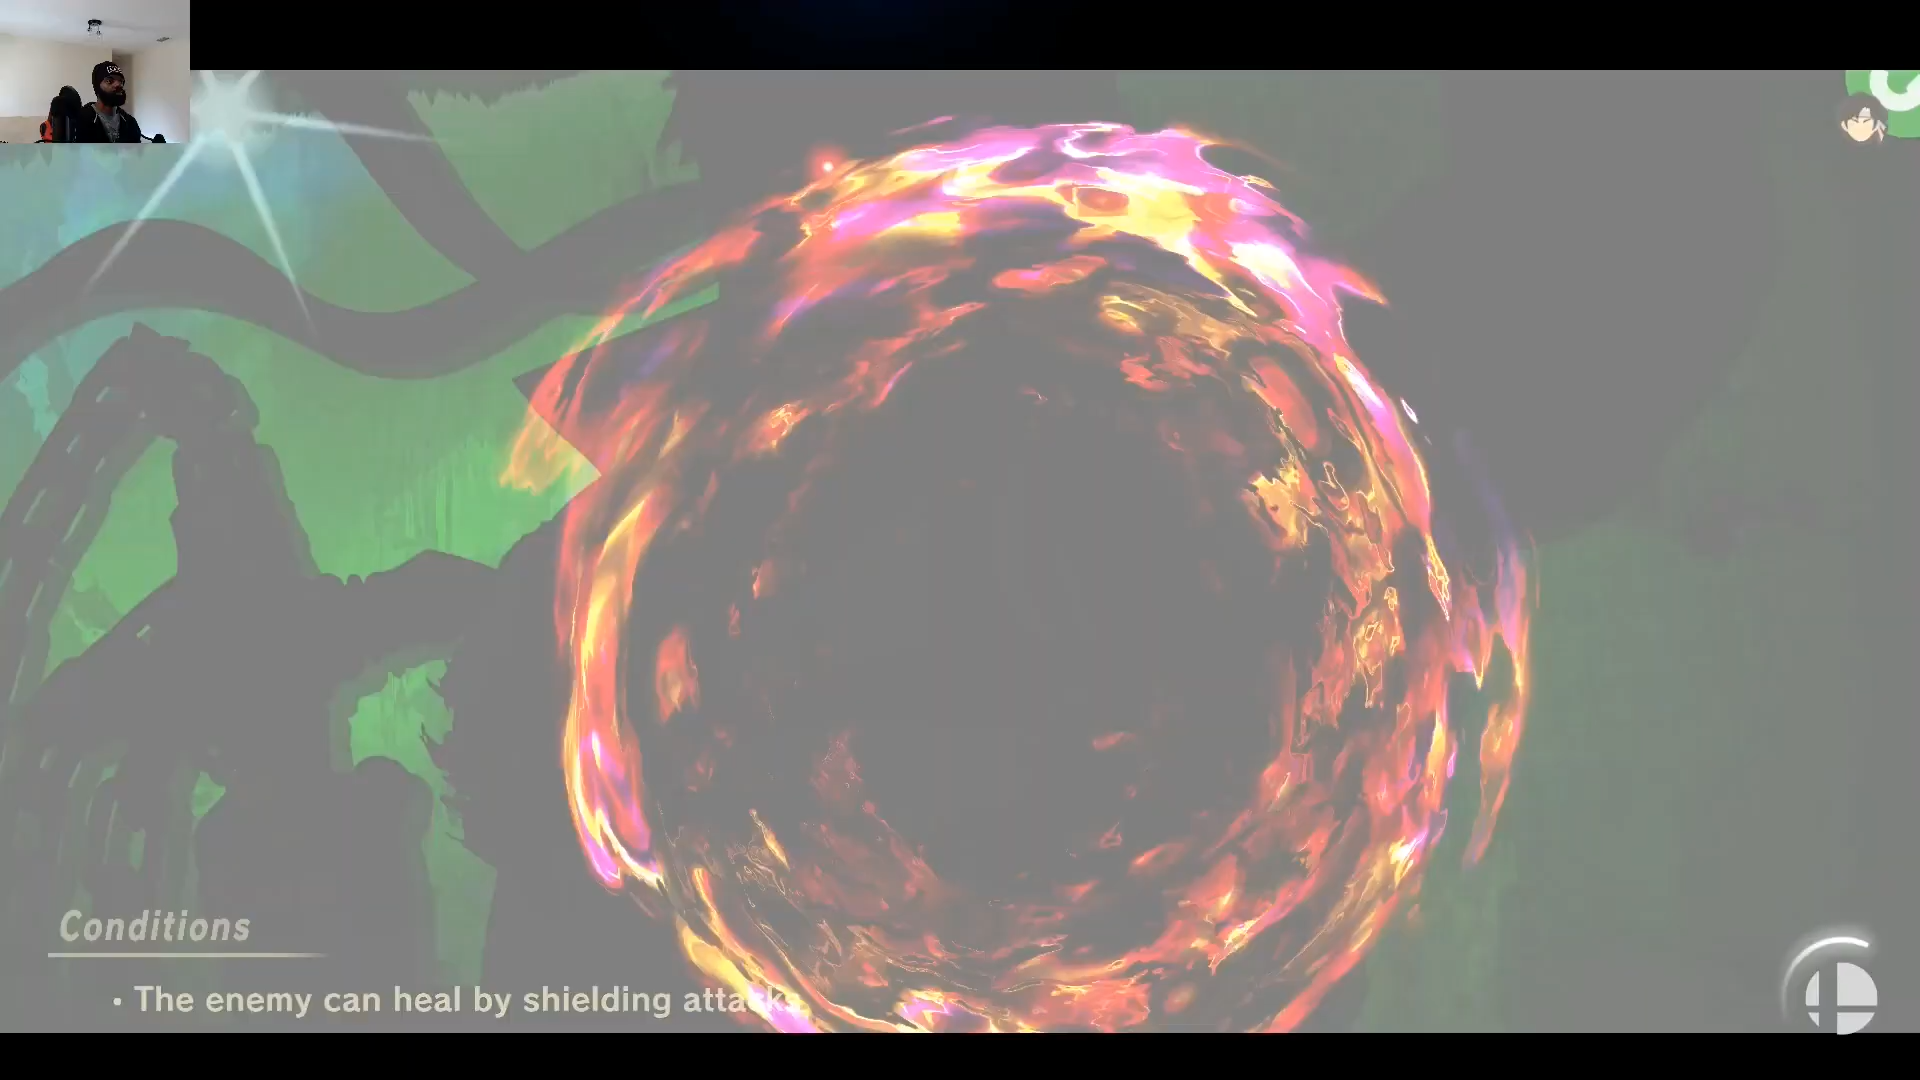 Conditions
• The enemy can heal by shielding attacks.